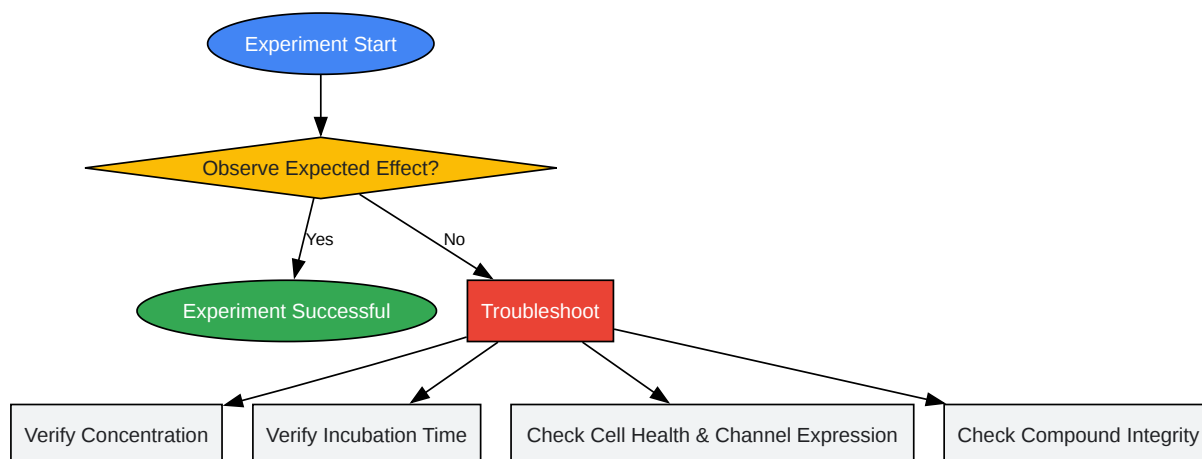 Experiment Start
Observe Expected Effect?
Yes
No
Experiment Successful
Troubleshoot
Verify Concentration
Verify Incubation Time
Check Cell Health & Channel Expression
Check Compound Integrity